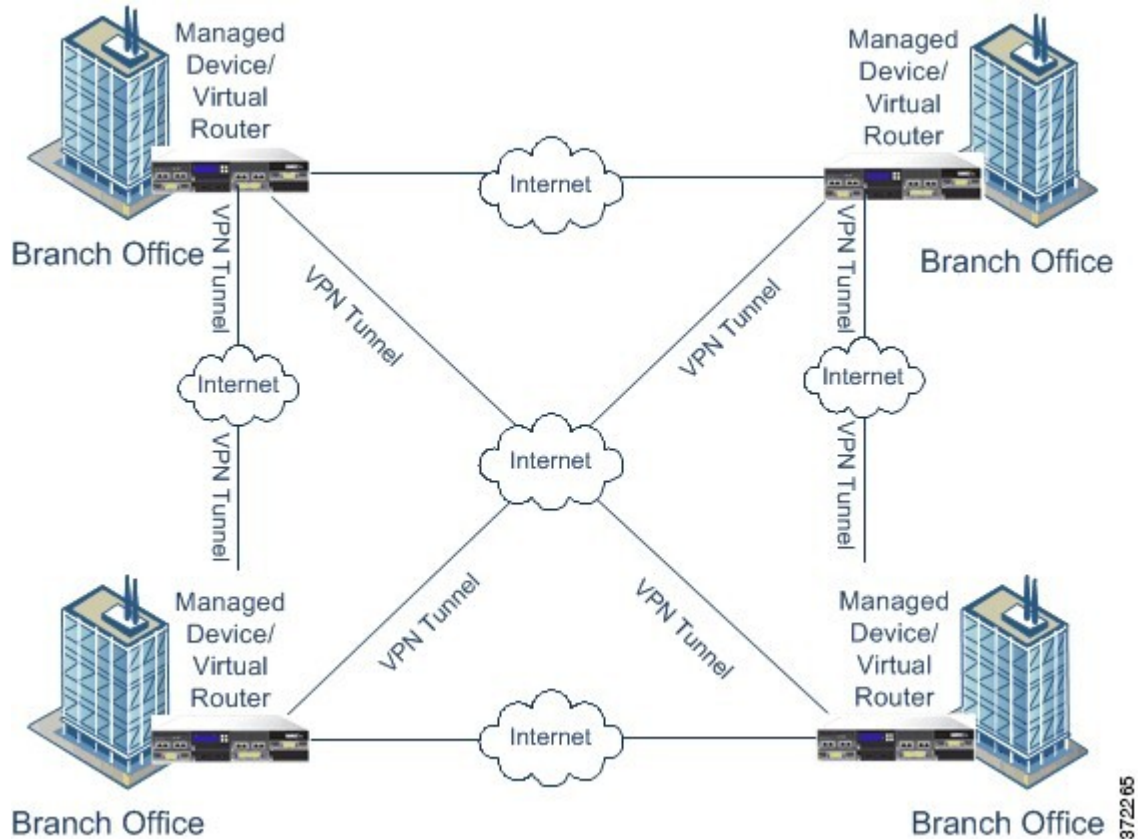 Managed
Device/
Virtual
Router
Managed
Device/
Virtual
Router
Internet
Branch Office
Branch Office
VPN Tunnel
VPN Tunnel
VPN Tunnel
VPN Tunnel
Internet
Internet
VPN Tunnel
Internet
VPN Tunnel
VPN Tunnel
VPN Tunnel
Managed
Device/
Virtual
Router
Managed
Device/
Virtual
Router
Internet
Branch Office
Branch Office
372265